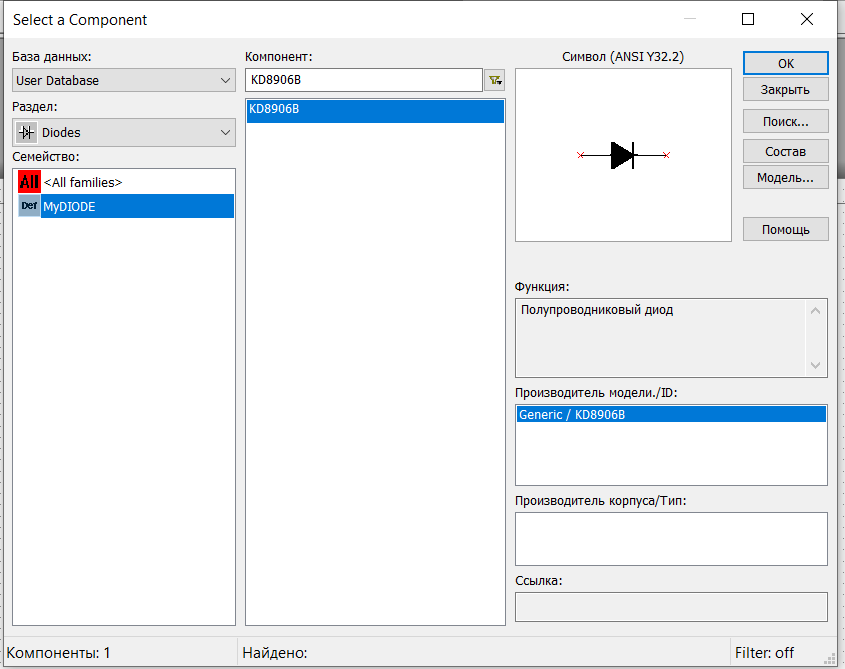 Select a Component
База данных:
User Database
Раздел:
Diodes
Семейство:
All <All families>
Def MyDIODE
Компонент:
KD8906B
KD8906B
Символ (ANSI Y32.2)
OK
Закрыть
Поиск...
Состав
Модель...
Помощь
Функция:
Полупроводниковый диод
Производитель модели./ID:
Generic / KD8906B
Производитель корпуса/Тип:
Ссылка:
Компоненты: 1
Найдено:
Filter: off